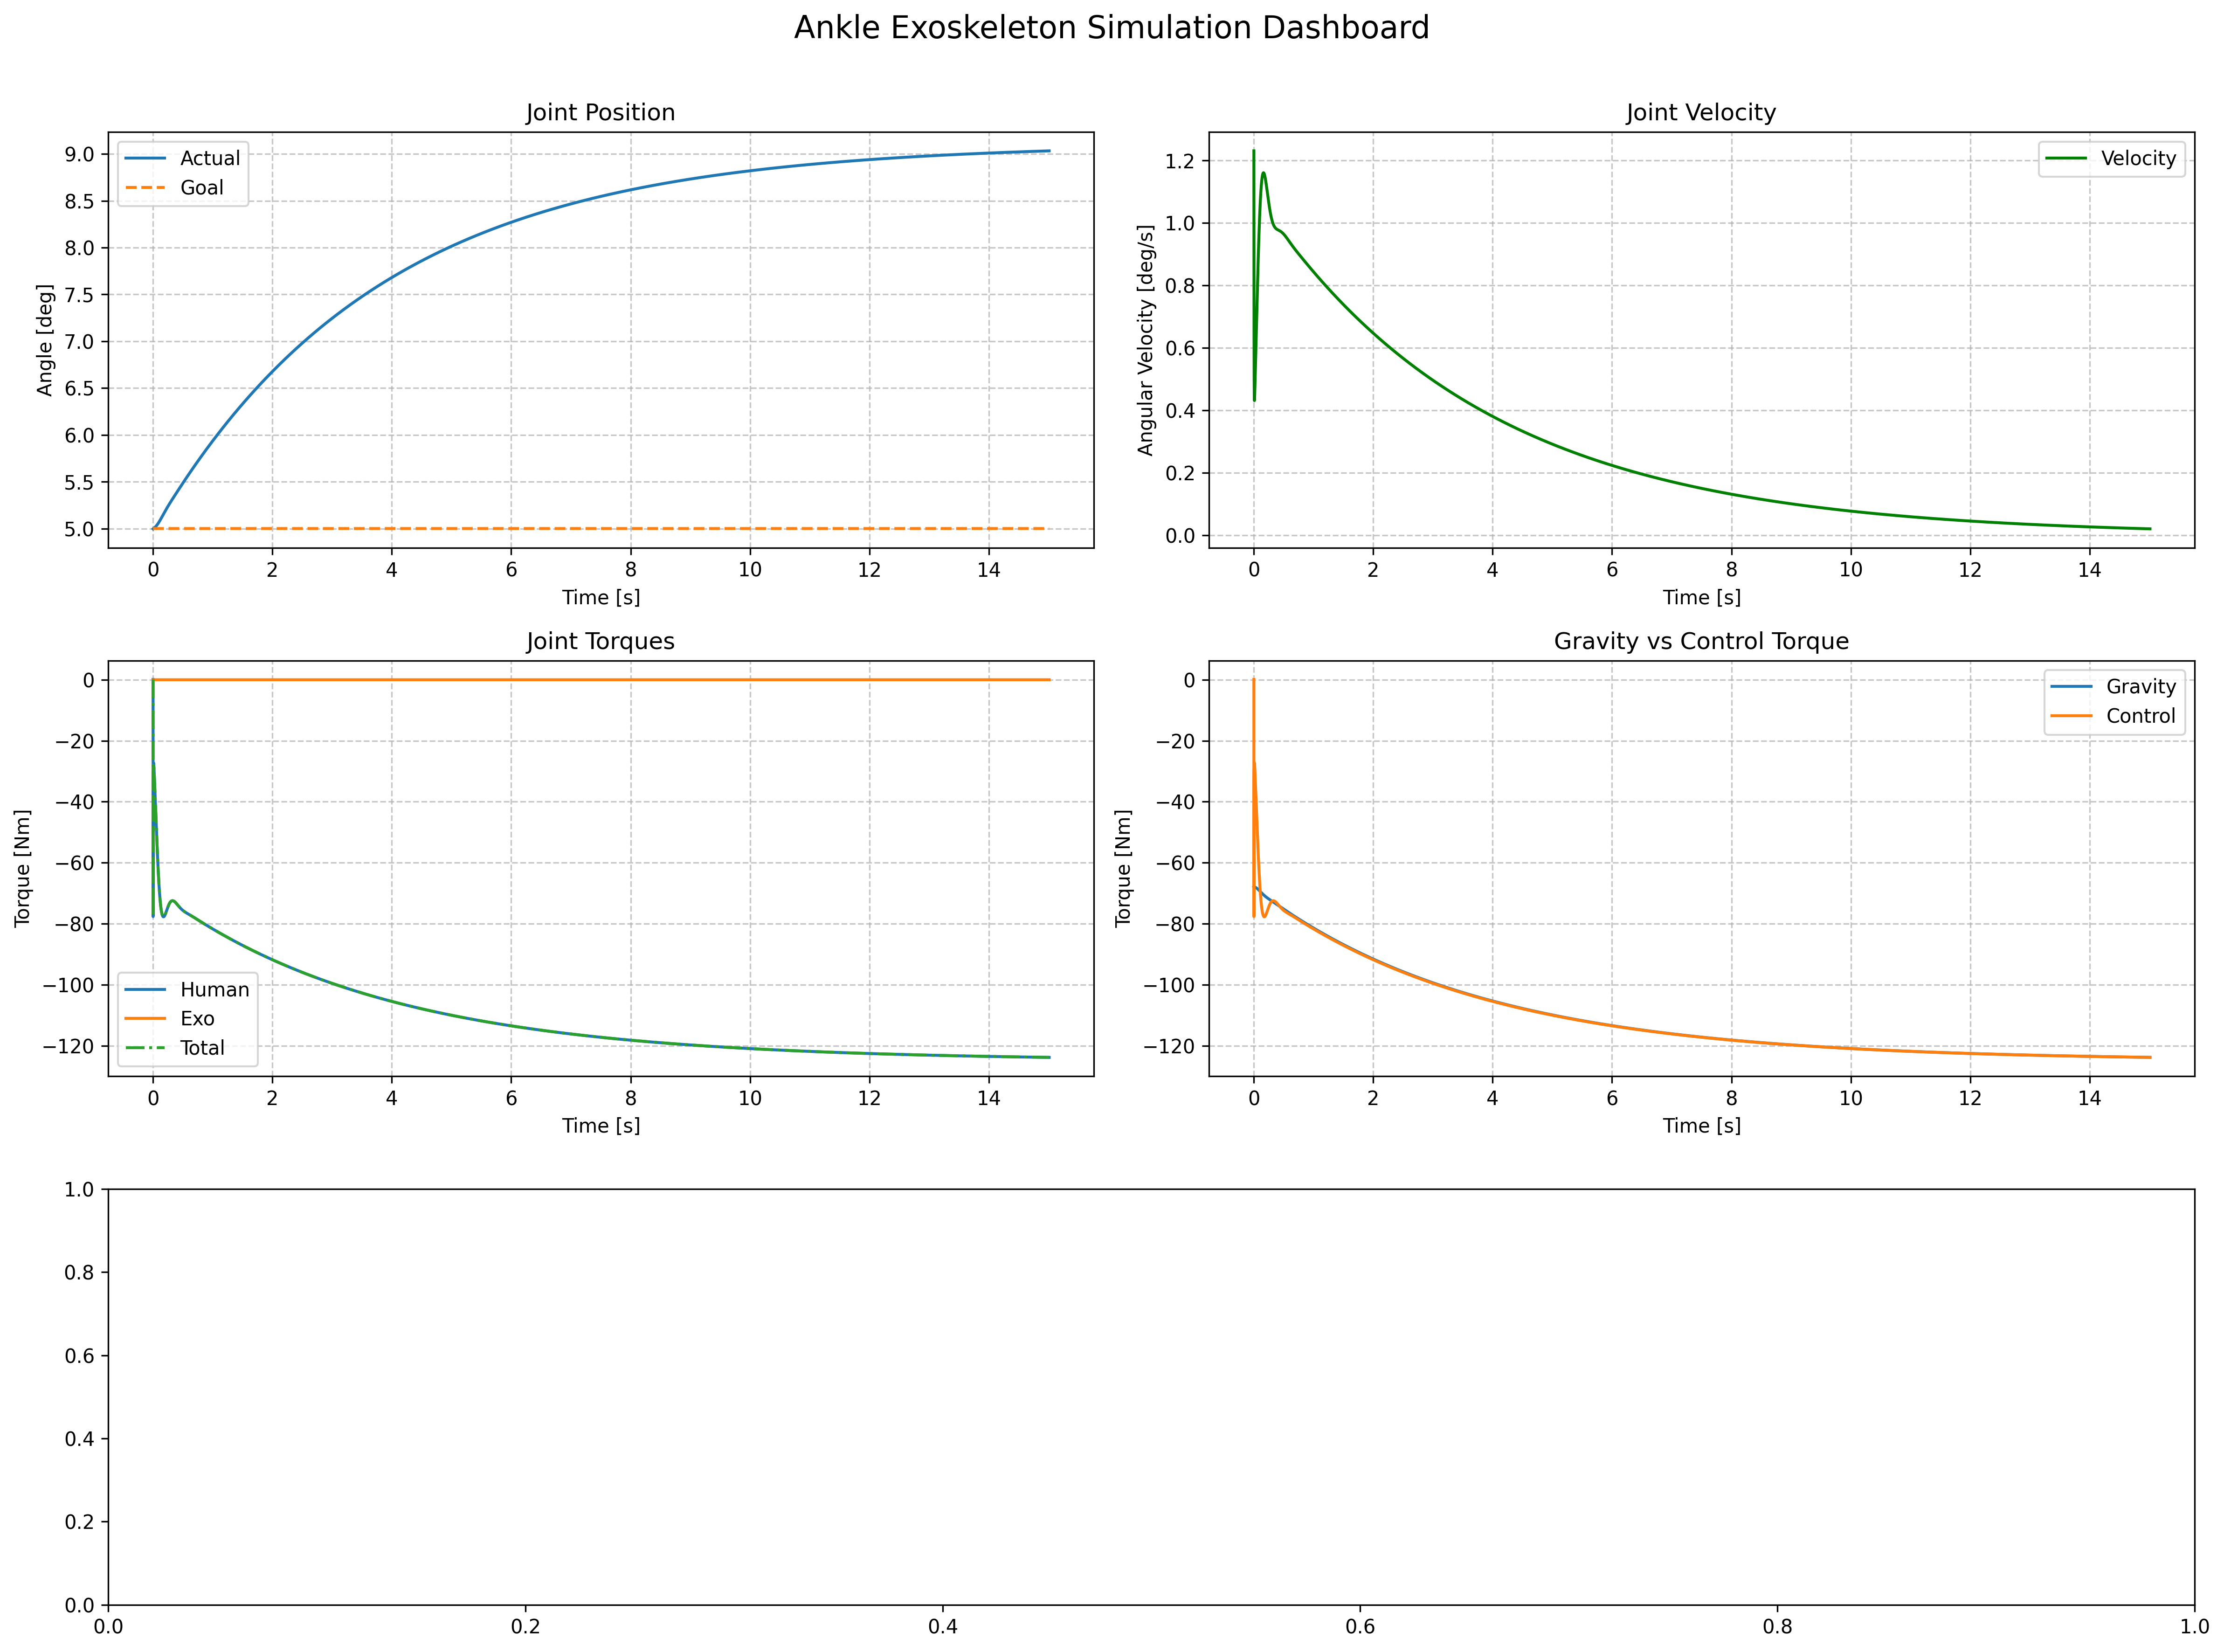 Ankle Exoskeleton Simulation Dashboard
Joint Position
Actual
Goal
9.0
8.5
8.0
7.5
7.0
6.5
6.0
5.5
5.0
Angle [deg]
0 2 4 6 8 10 12 14
Time [s]
Joint Velocity
Velocity
1.2
1.0
0.8
0.6
0.4
0.2
0.0
Angular Velocity [deg/s]
0 2 4 6 8 10 12 14
Time [s]
Joint Torques
0
−20
−40
−60
−80
−100
−120
Torque [Nm]
Human
Exo
Total
0 2 4 6 8 10 12 14
Time [s]
Gravity vs Control Torque
Gravity
Control
0
−20
−40
−60
−80
−100
−120
Torque [Nm]
0 2 4 6 8 10 12 14
Time [s]
1.0
0.8
0.6
0.4
0.2
0.0
0.0 0.2 0.4 0.6 0.8 1.0